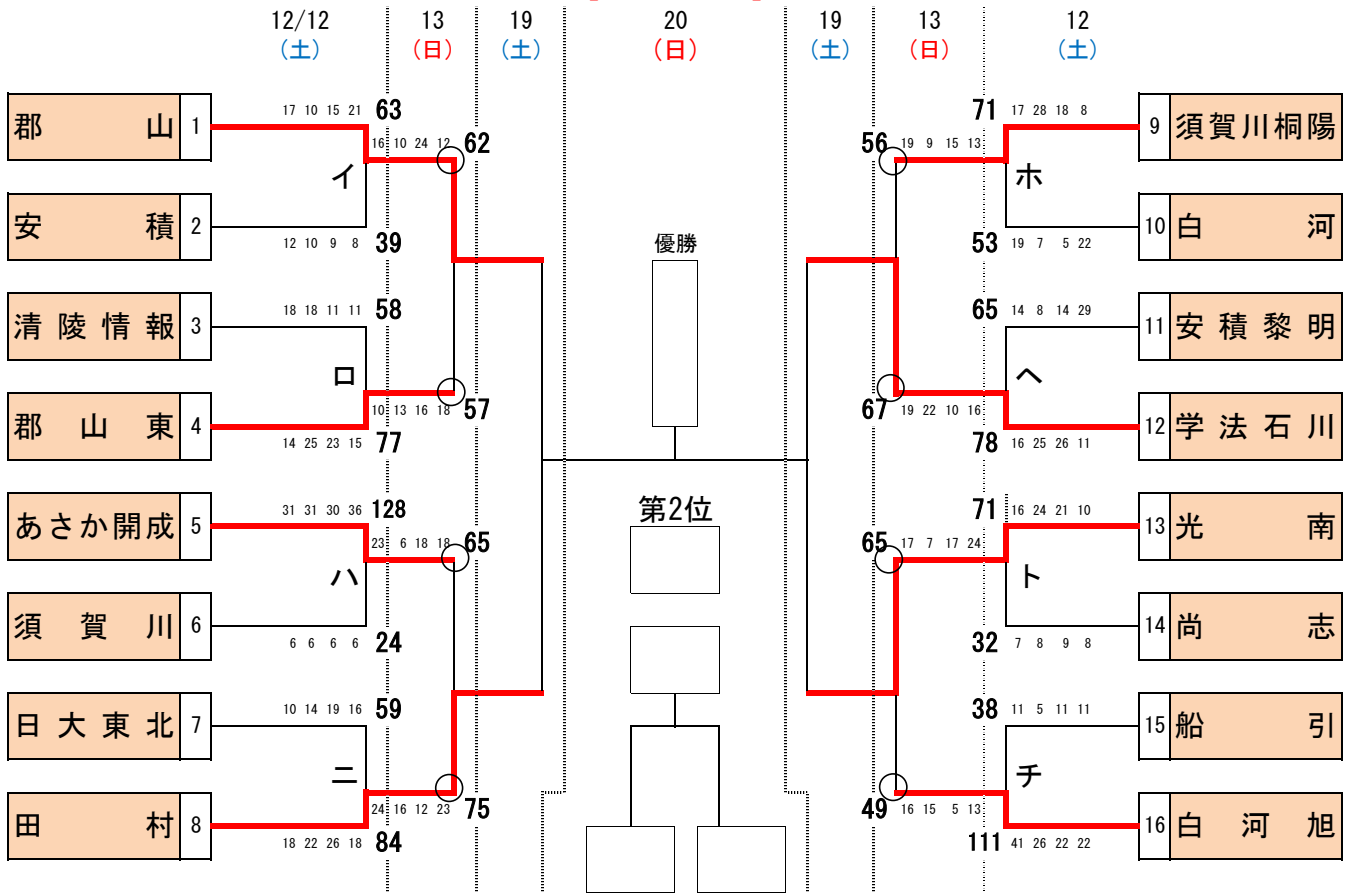 12/12 13 19 20 19 13 12
(土) (日) (土) (日) (土) (日) (土)
郡山 1 17 10 15 21 63 71 17 28 18 8 9 須賀川桐陽
16 10 24 12 62 56 19 9 15 13
イ ホ
安積 2 12 10 9 8 39 53 19 7 5 22 10 白河
優勝
清陵情報 3 18 18 11 11 58 65 14 8 14 29 11 安積黎明
ロ ヘ
10 13 16 18 57 67 19 22 10 16
郡山東 4 14 25 23 15 77 78 16 25 26 11 12 学法石川
第2位
あさか開成 5 31 31 30 36 128 71 16 24 21 10 13 光南
23 6 18 18 65 65 17 7 17 24
ハ ト
須賀川 6 6 6 6 6 24 32 7 8 9 8 14 尚志
日大東北 7 10 14 19 16 59 38 11 5 11 11 15 船引
ニ チ
24 16 12 23 75 49 16 15 5 13
田村 8 18 22 26 18 84 111 41 26 22 22 16 白河旭